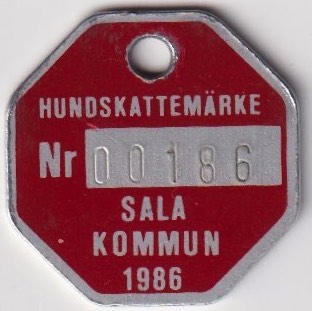 HUNDSKATTEMÄRKE
Nr 00186
SALA
KOMMUN
1986